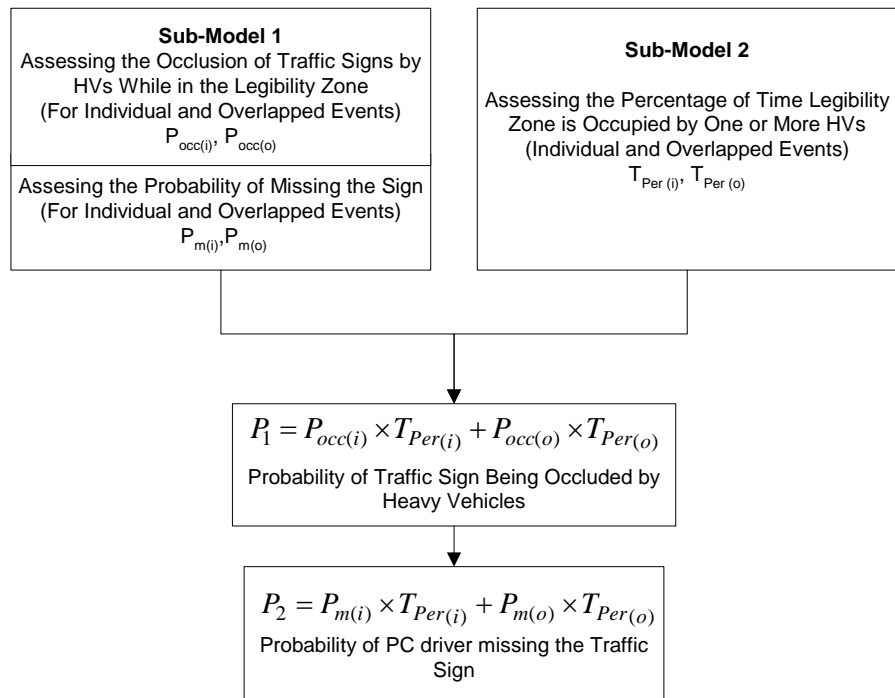 Sub-Model 1
Assessing the Occlusion of Traffic Signs by
HVs While in the Legibility Zone
(For Individual and Overlapped Events)
P_occ(i), P_occ(o)
Assesing the Probability of Missing the Sign
(For Individual and Overlapped Events)
P_m(i),P_m(o)
Sub-Model 2
Assessing the Percentage of Time Legibility
Zone is Occupied by One or More HVs
(Individual and Overlapped Events)
T_Per (i), T_Per (o)
P_1 = P_occ(i) × T_Per(i) + P_occ(o) × T_Per(o)
Probability of Traffic Sign Being Occluded by
Heavy Vehicles
P_2 = P_m(i) × T_Per(i) + P_m(o) × T_Per(o)
Probability of PC driver missing the Traffic
Sign